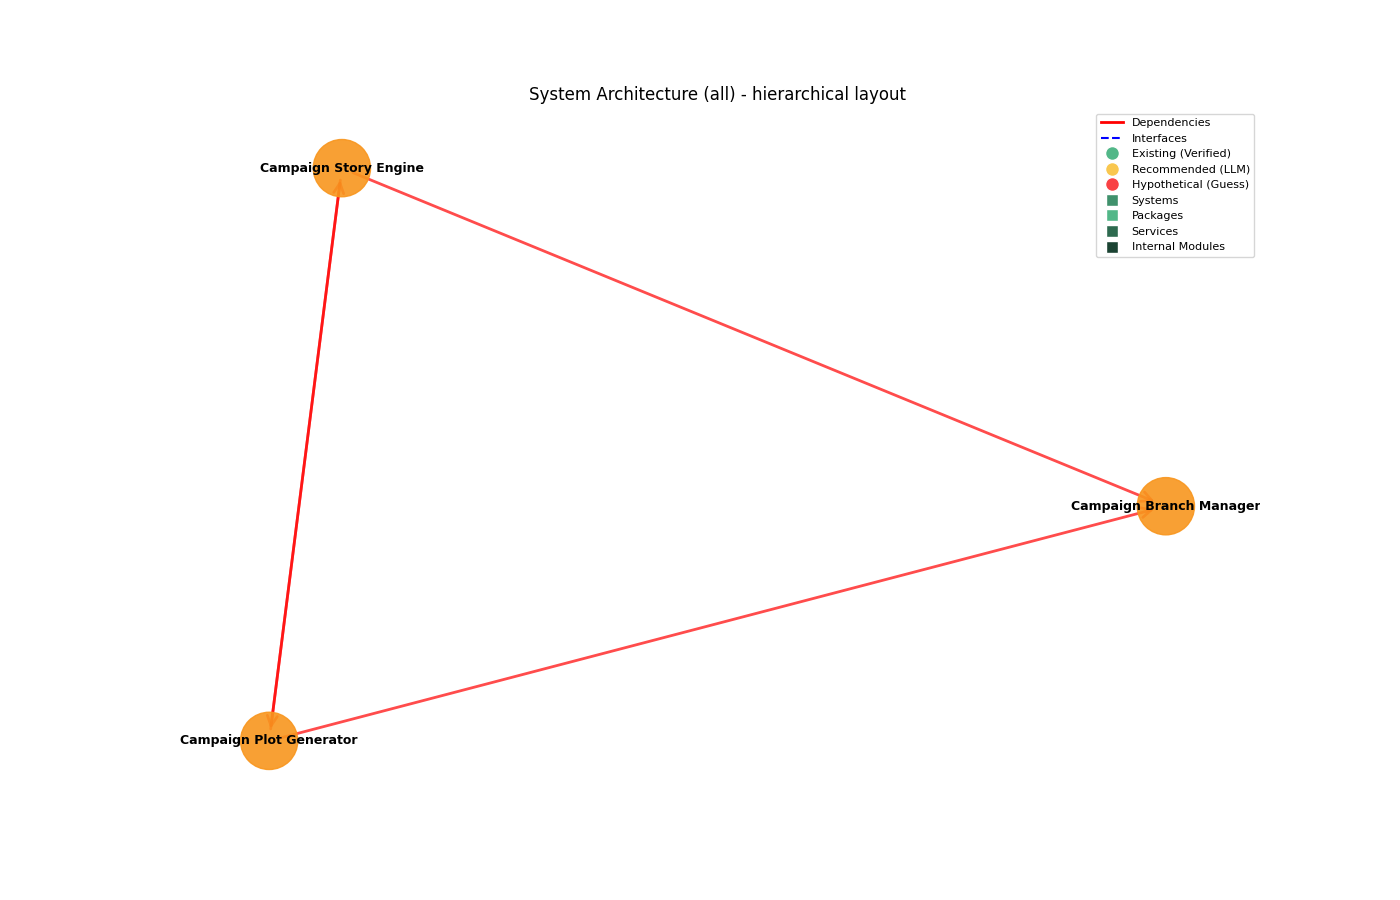 System Architecture (all) - hierarchical layout
Dependencies
Interfaces
Existing (Verified)
Recommended (LLM)
Hypothetical (Guess)
Systems
Packages
Services
Internal Modules
Campaign Story Engine
Campaign Branch Manager
Campaign Plot Generator